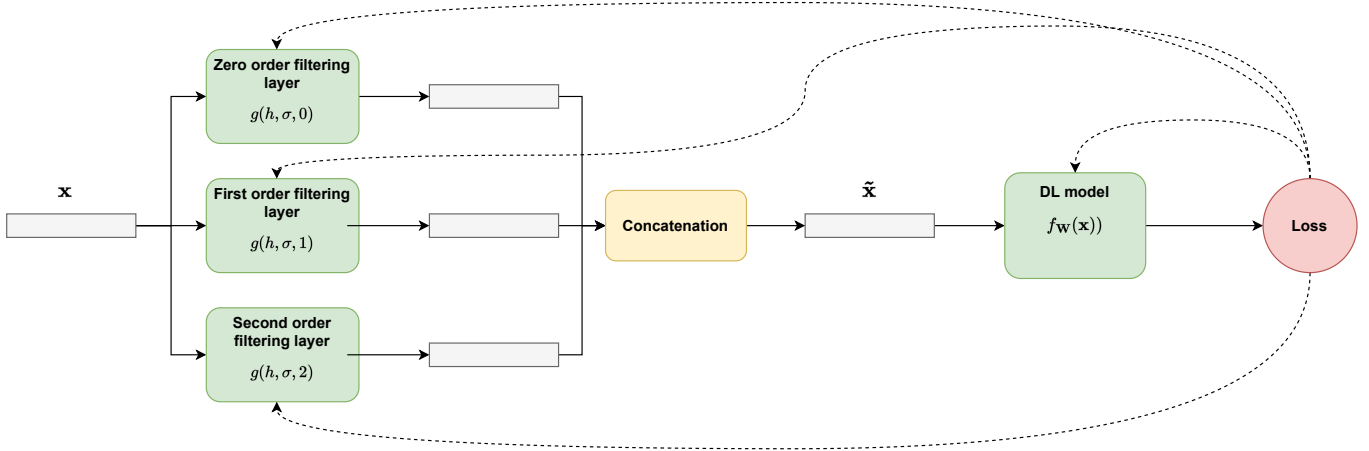 Zero order filtering
layer
g(h, σ, 0)
x
First order filtering
layer
g(h, σ, 1)
Second order
filtering layer
g(h, σ, 2)
Concatenation
x̃
DL model
f_W(x))
Loss